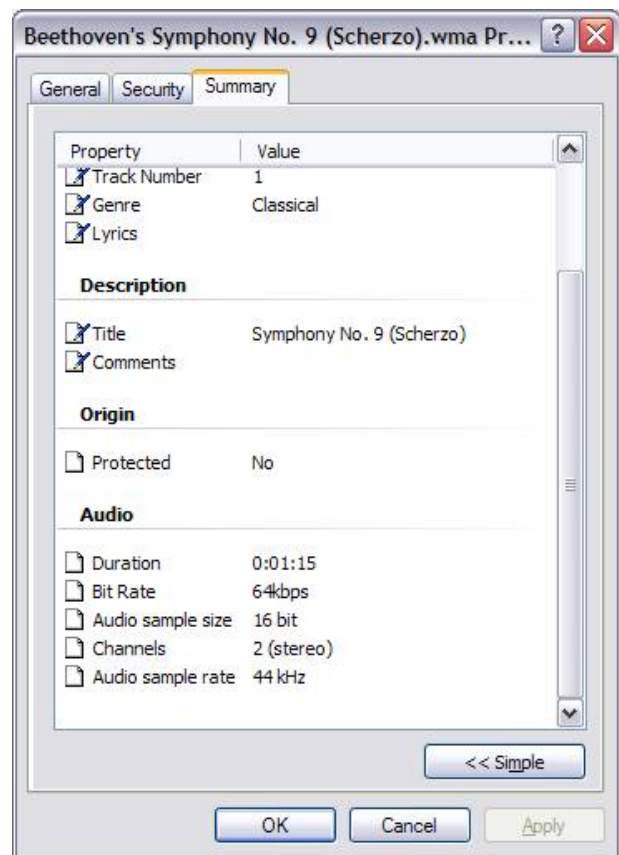 Beethoven's Symphony No. 9 (Scherzo).wma Pr... ?
General Security Summary
Property Value
Track Number 1
Genre Classical
Lyrics
Description
Title Symphony No. 9 (Scherzo)
Comments
Origin
Protected No
Audio
Duration 0:01:15
Bit Rate 64kbps
Audio sample size 16 bit
Channels 2 (stereo)
Audio sample rate 44 kHz
<< Simple
OK Cancel Apply